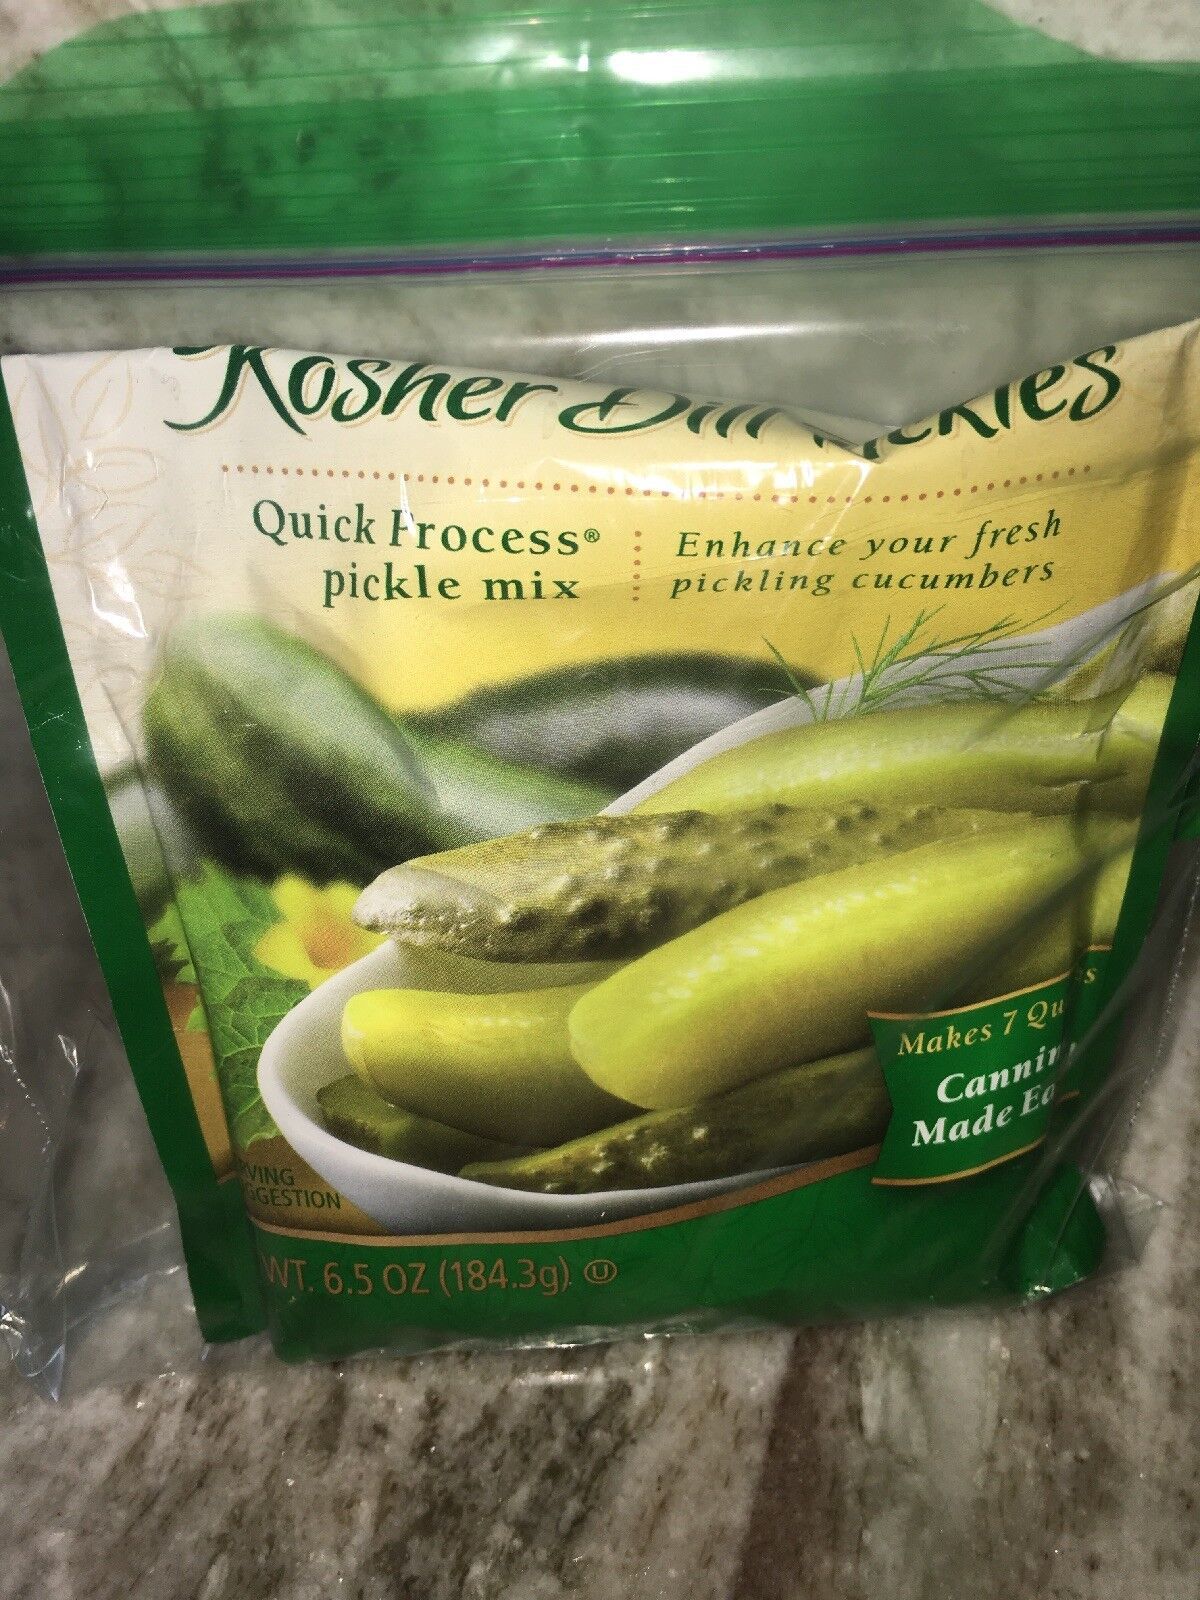 Kosher Dill Pickles
Quick Process®
pickle mix
Enhance your fresh
pickling cucumbers
Makes 7
Made
WT. 6.5 OZ (184.3g) U